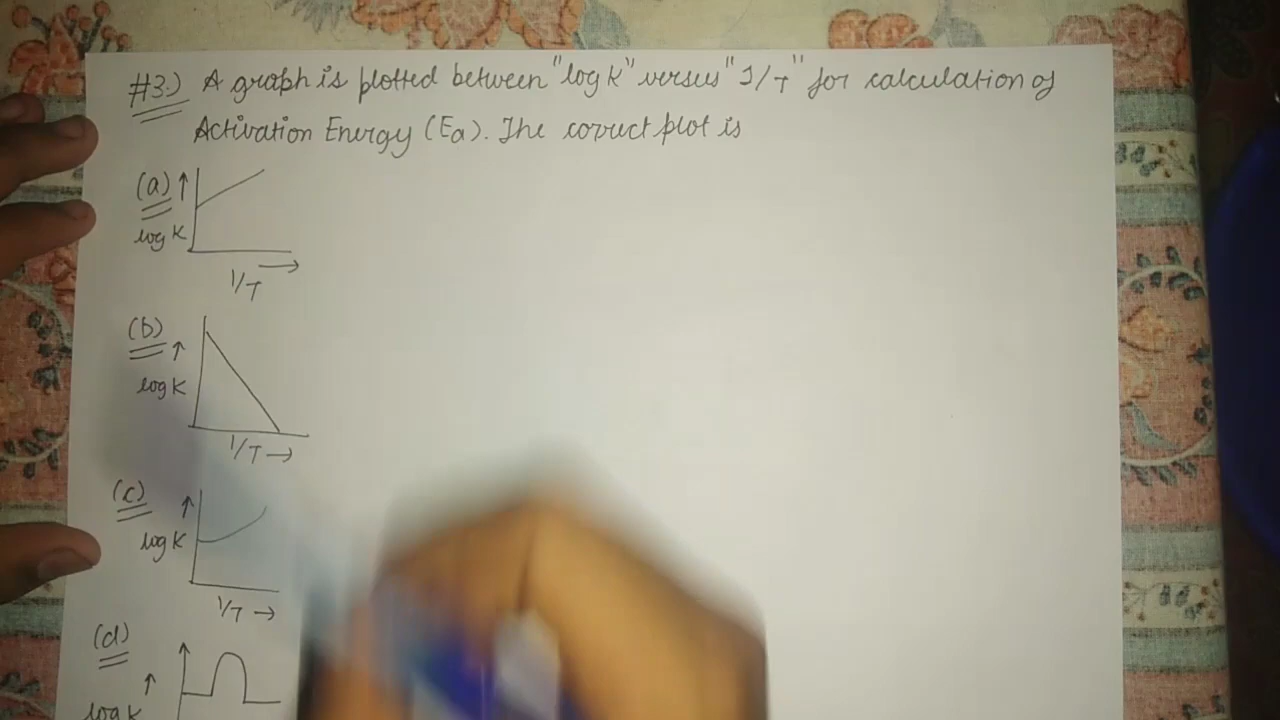 #3.) A graph is plotted between "log K" versus "1/T" for calculation of
Activation Energy (Ea). The correct plot is
(a) ↑
log K
1/T →
(b) ↑
log K
1/T →
(c) ↑
log K
1/T →
(d)
↑
log K